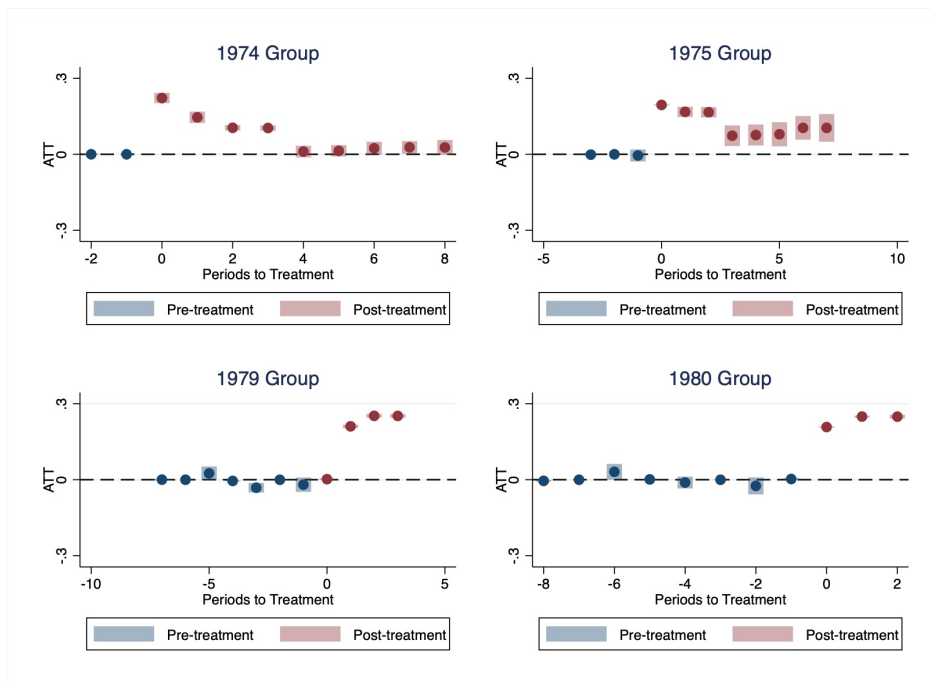 1974 Group
.3
0
-.3
ATT
-2 0 2 4 6 8
Periods to Treatment
Pre-treatment Post-treatment
1975 Group
.3
0
-.3
ATT
-5 0 5 10
Periods to Treatment
Pre-treatment Post-treatment
1979 Group
.3
0
-.3
ATT
-10 -5 0 5
Periods to Treatment
Pre-treatment Post-treatment
1980 Group
.3
0
-.3
ATT
-8 -6 -4 -2 0 2
Periods to Treatment
Pre-treatment Post-treatment